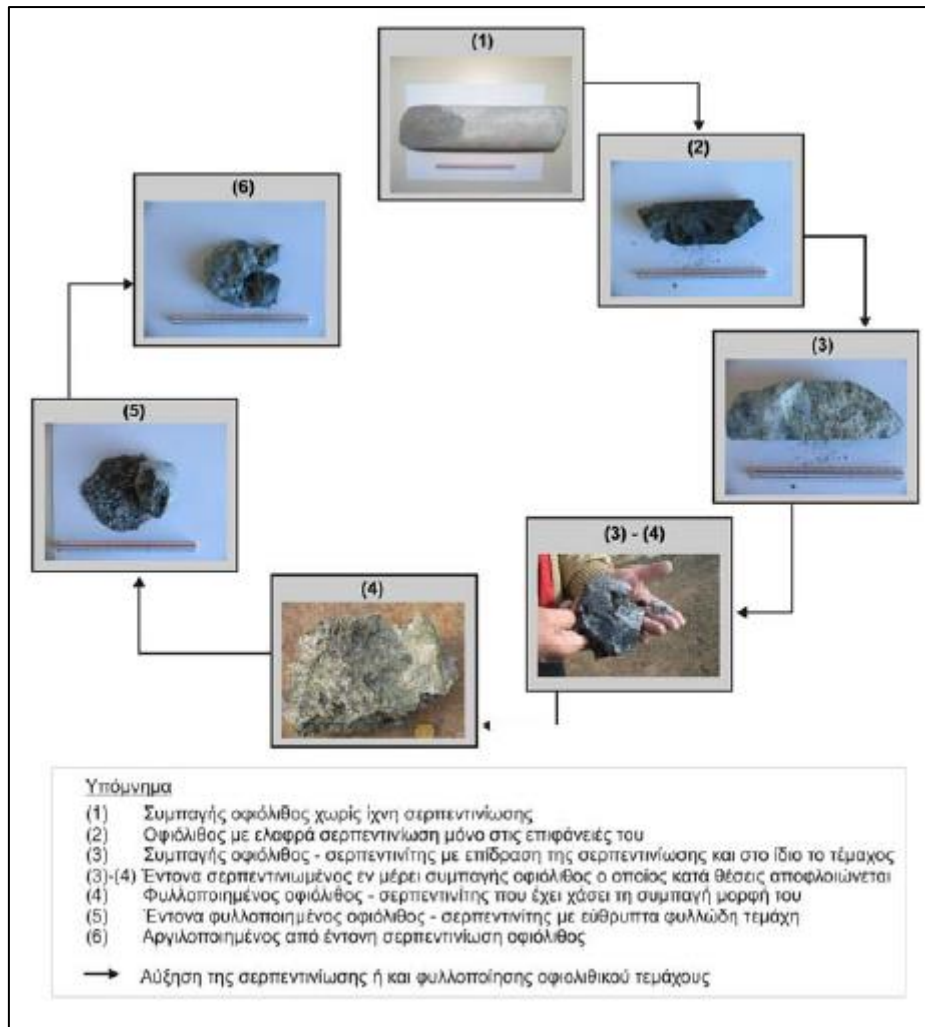 (1)
(2)
(3)
(3) - (4)
(4)
(5)
(6)
Υπόμνημα
(1) Συμπαγής οφιόλιθος χωρίς ίχνη σερπεντινίωσης
(2) Οφιόλιθος με ελαφρά σερπεντινίωση μόνο στις επιφάνειές του
(3) Συμπαγής οφιόλιθος - σερπεντινίτης με επίδραση της σερπεντινίωσης και στο ίδιο το τέμαχος
(3)-(4) Έντονα σερπεντινιωμένος εν μέρει συμπαγής οφιόλιθος ο οποίος κατά θέσεις αποφλοιώνεται
(4) Φυλλοποιημένος οφιόλιθος - σερπεντινίτης που έχει χάσει τη συμπαγή μορφή του
(5) Έντονα φυλλοποιημένος οφιόλιθος - σερπεντινίτης με εύθρυπτα φυλλώδη τεμάχη
(6) Αργιλοποιημένος από έντονη σερπεντινίωση οφιόλιθος
Αύξηση της σερπεντινίωσης ή και φυλλοποίησης οφιολιθικού τεμάχους